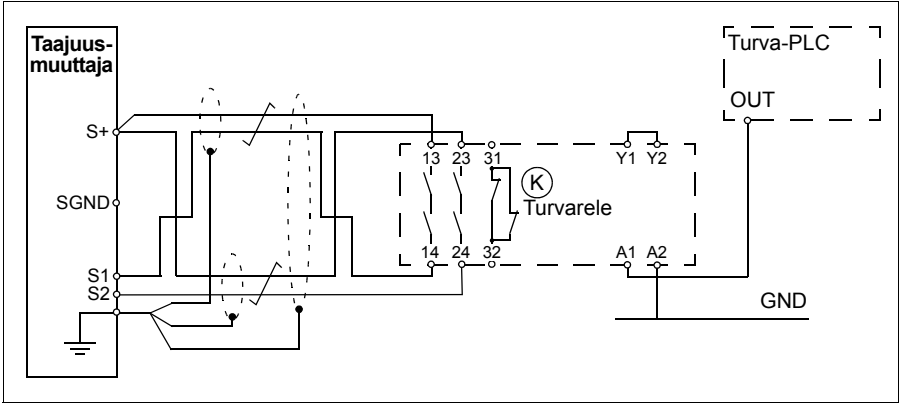 Taajuus-
muuttaja
S+
SGND
S1
S2
13 23 31
14 24 32
K
Turvarele
Y1 Y2
A1 A2
Turva-PLC
OUT
GND